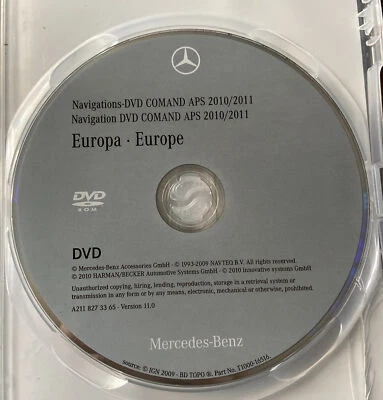 Navigations-DVD COMAND APS 2010/2011
Navigation DVD COMAND APS 2010/2011
Europa · Europe
DVD
ROM
DVD
© Mercedes-Benz Accessories GmbH · © 1993-2009 NAVTEQ B.V. All rights reserved.
© 2010 HARMAN/BECKER Automotive Systems GmbH · © 2010 Innovative systems GmbH
Unauthorized copying, hiring, lending, reproduction, storage in a retrieval system or
transmission in any form or by any means, electronic, mechanical or otherwise, prohibited.
A211 827 33 65 - Version 11.0
Mercedes-Benz
source: © IGN 2009 - BD TOPO ®. Part No. T1000-16516